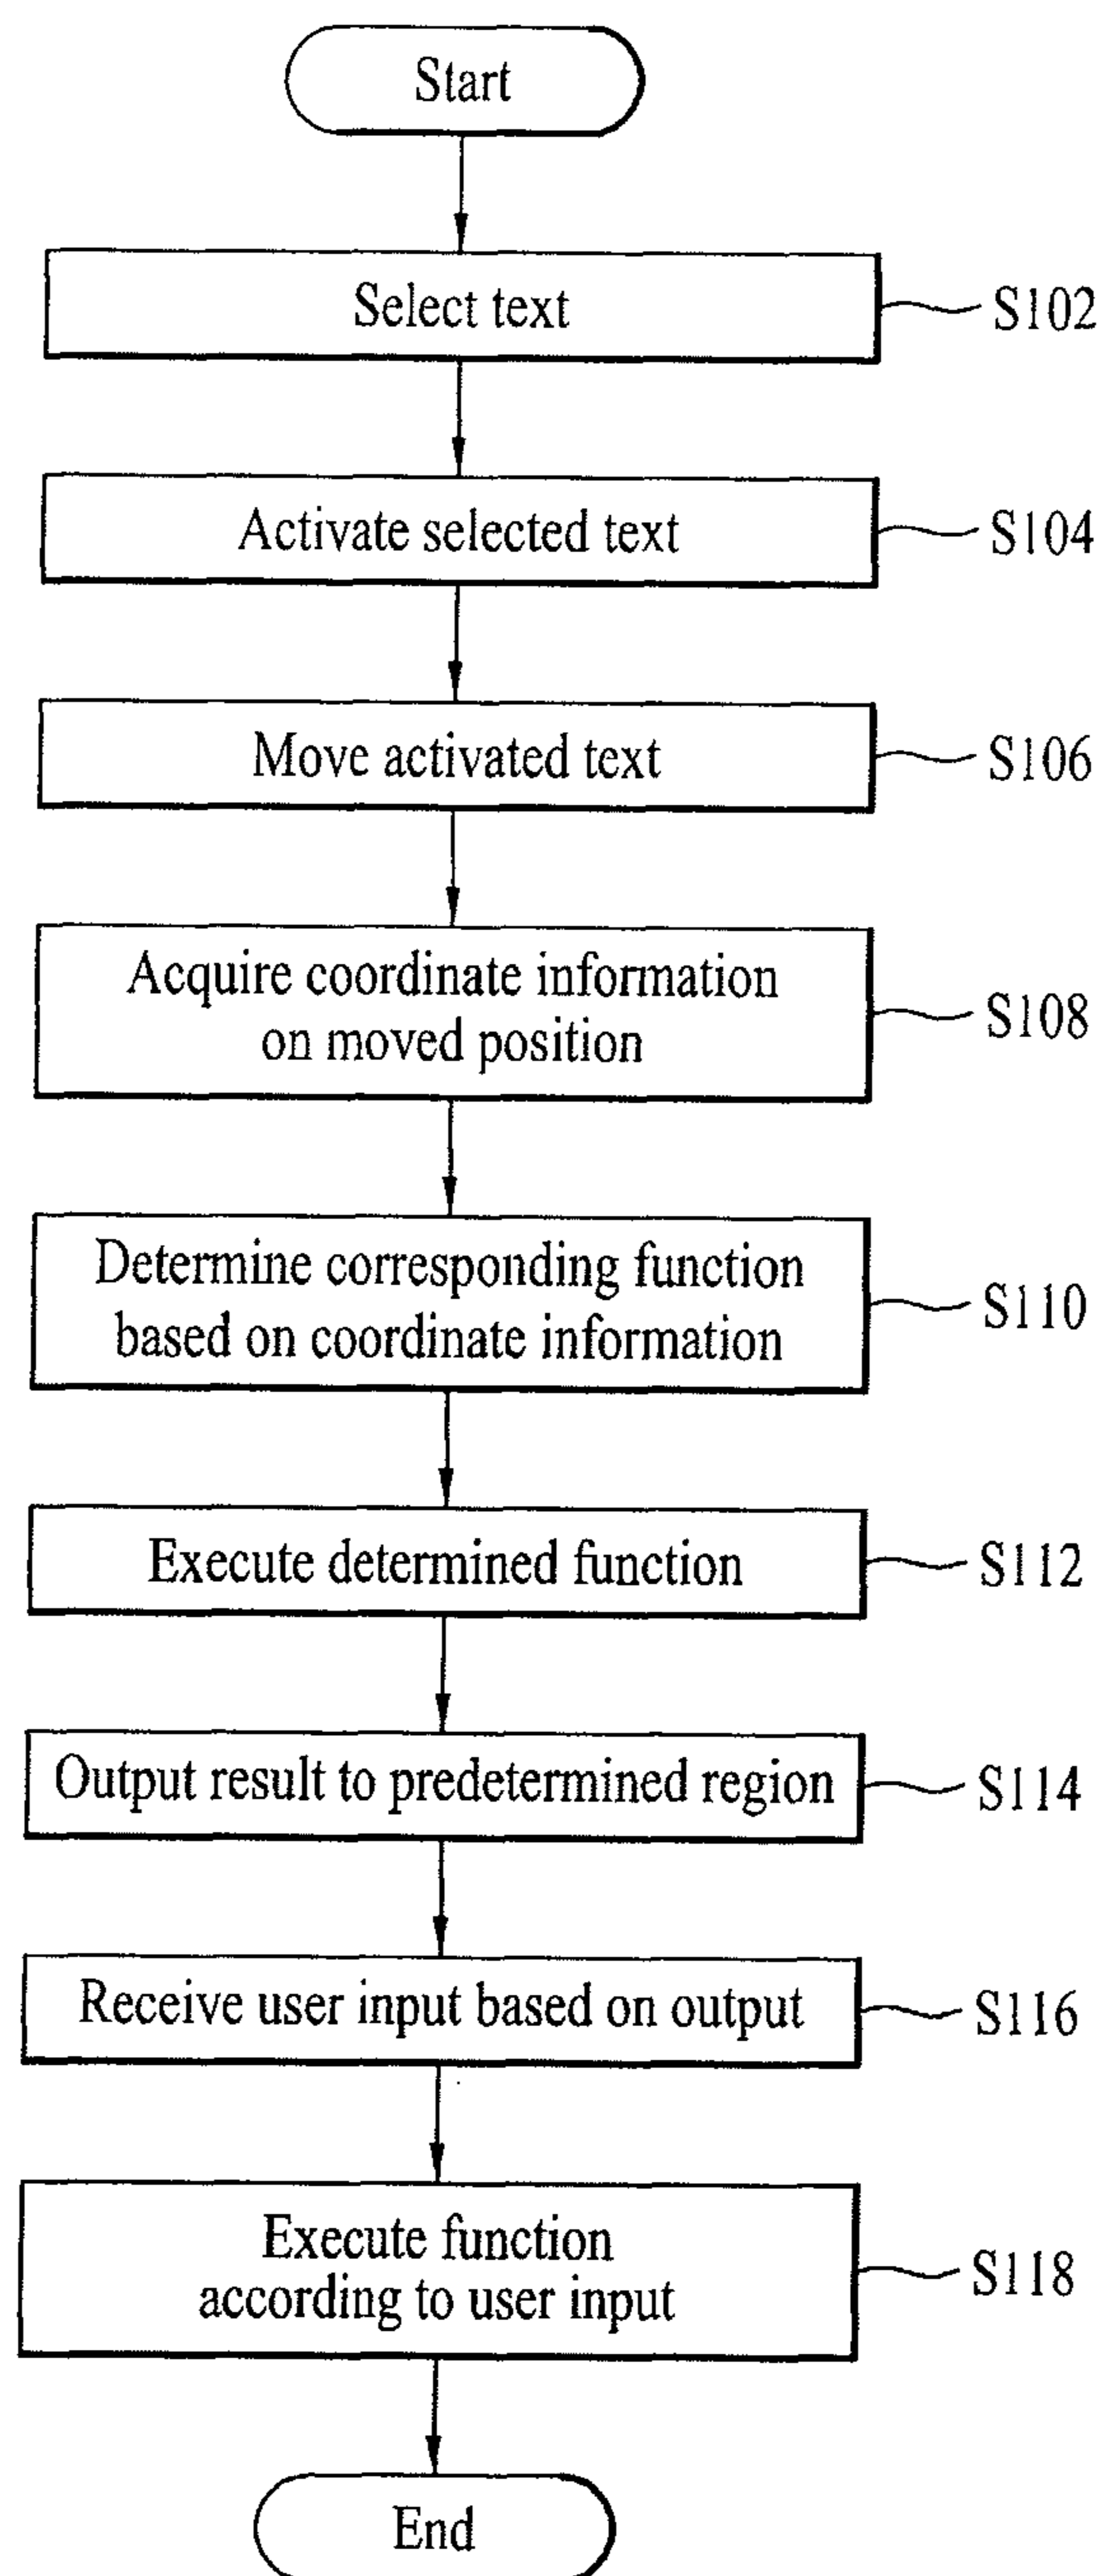 Start
Select text
S102
Activate selected text
S104
Move activated text
S106
Acquire coordinate information
on moved position
S108
Determine corresponding function
based on coordinate information
S110
Execute determined function
S112
Output result to predetermined region
S114
Receive user input based on output
S116
Execute function
according to user input
S118
End